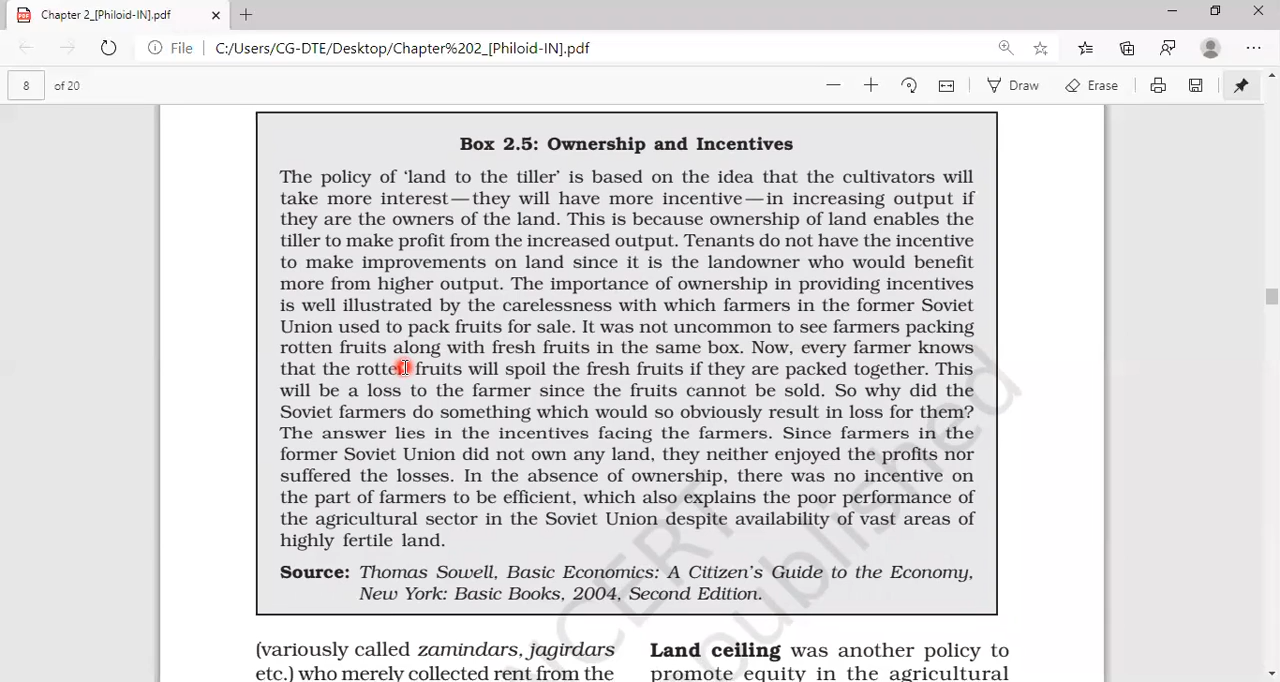 Chapter 2_[Philoid-IN].pdf
File
C:/Users/CG-DTE/Desktop/Chapter%202_[Philoid-IN].pdf
8 of 20
Draw
Erase
Box 2.5: Ownership and Incentives
The policy of ‘land to the tiller’ is based on the idea that the cultivators will
take more interest—they will have more incentive—in increasing output if
they are the owners of the land. This is because ownership of land enables the
tiller to make profit from the increased output. Tenants do not have the incentive
to make improvements on land since it is the landowner who would benefit
more from higher output. The importance of ownership in providing incentives
is well illustrated by the carelessness with which farmers in the former Soviet
Union used to pack fruits for sale. It was not uncommon to see farmers packing
rotten fruits along with fresh fruits in the same box. Now, every farmer knows
that the rotten fruits will spoil the fresh fruits if they are packed together. This
will be a loss to the farmer since the fruits cannot be sold. So why did the
Soviet farmers do something which would so obviously result in loss for them?
The answer lies in the incentives facing the farmers. Since farmers in the
former Soviet Union did not own any land, they neither enjoyed the profits nor
suffered the losses. In the absence of ownership, there was no incentive on
the part of farmers to be efficient, which also explains the poor performance of
the agricultural sector in the Soviet Union despite availability of vast areas of
highly fertile land.
Source: Thomas Sowell, Basic Economics: A Citizen’s Guide to the Economy,
New York: Basic Books, 2004, Second Edition.
(variously called zamindars, jagirdars
etc.) who merely collected rent from the
Land ceiling was another policy to
promote equity in the agricultural
NCERT
published